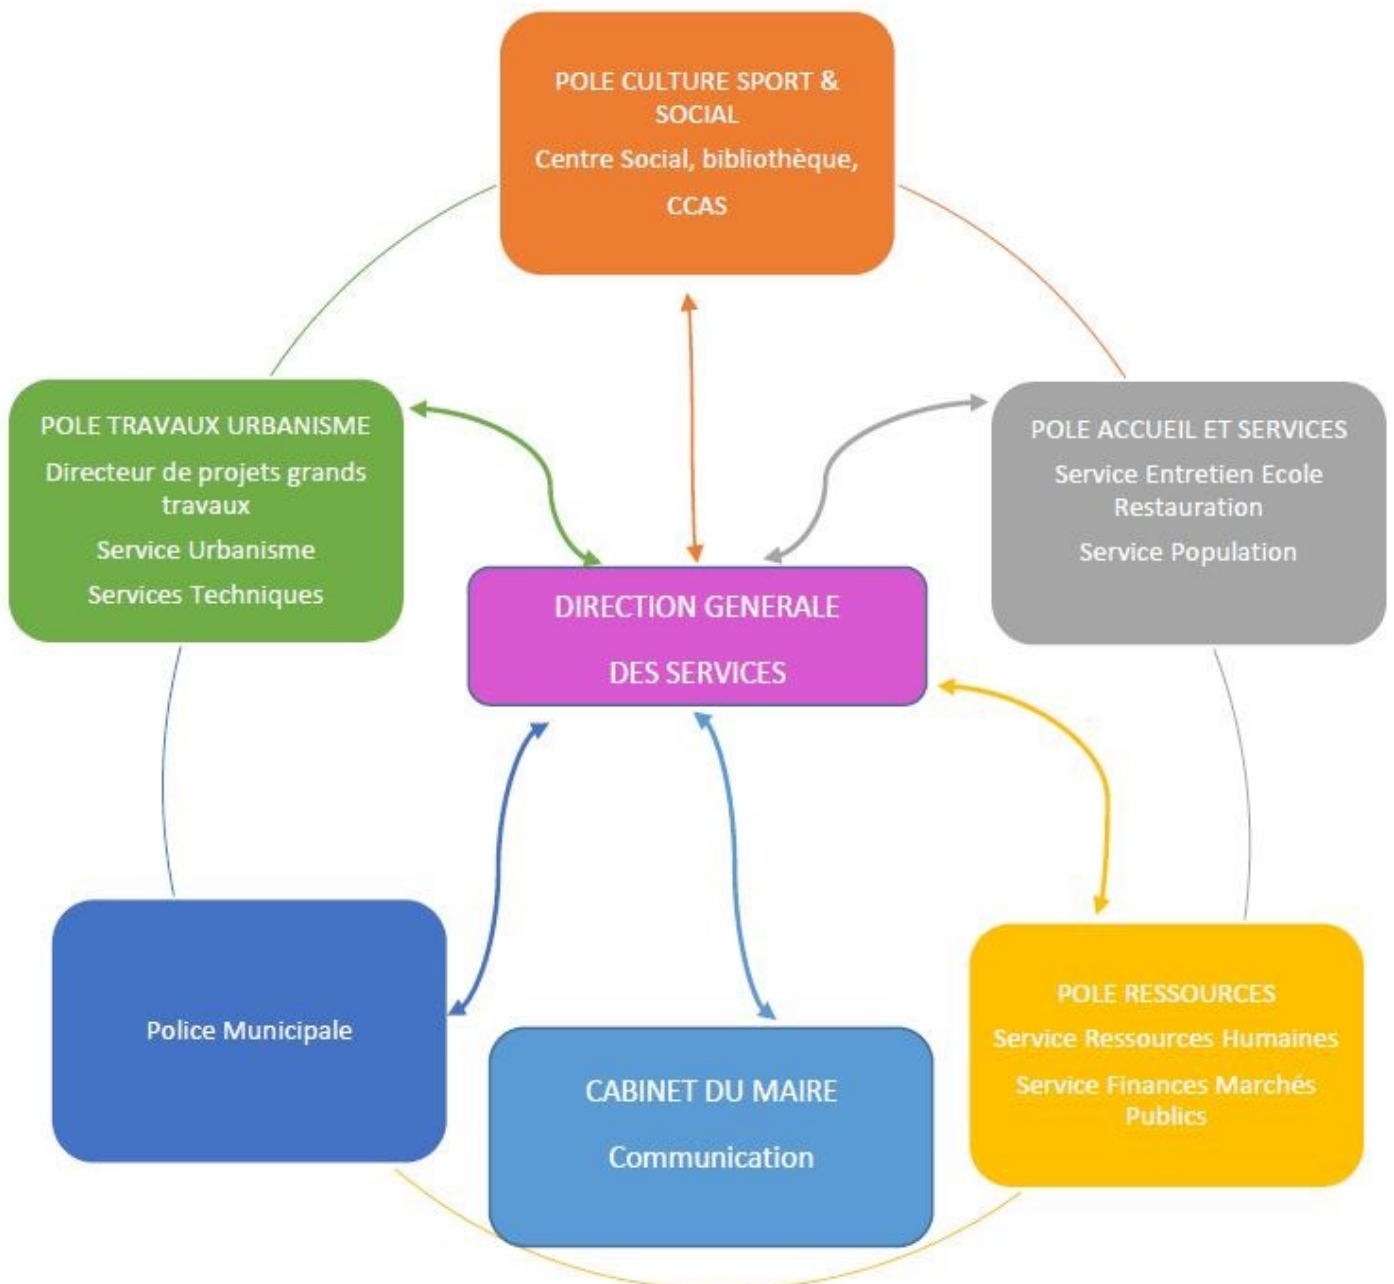 POLE CULTURE SPORT &
SOCIAL
Centre Social, bibliothèque,
CCAS
POLE TRAVAUX URBANISME
Directeur de projets grands
travaux
Service Urbanisme
Services Techniques
POLE ACCUEIL ET SERVICES
Service Entretien Ecole
Restauration
Service Population
DIRECTION GENERALE
DES SERVICES
Police Municipale
CABINET DU MAIRE
Communication
POLE RESSOURCES
Service Ressources Humaines
Service Finances Marchés
Publics